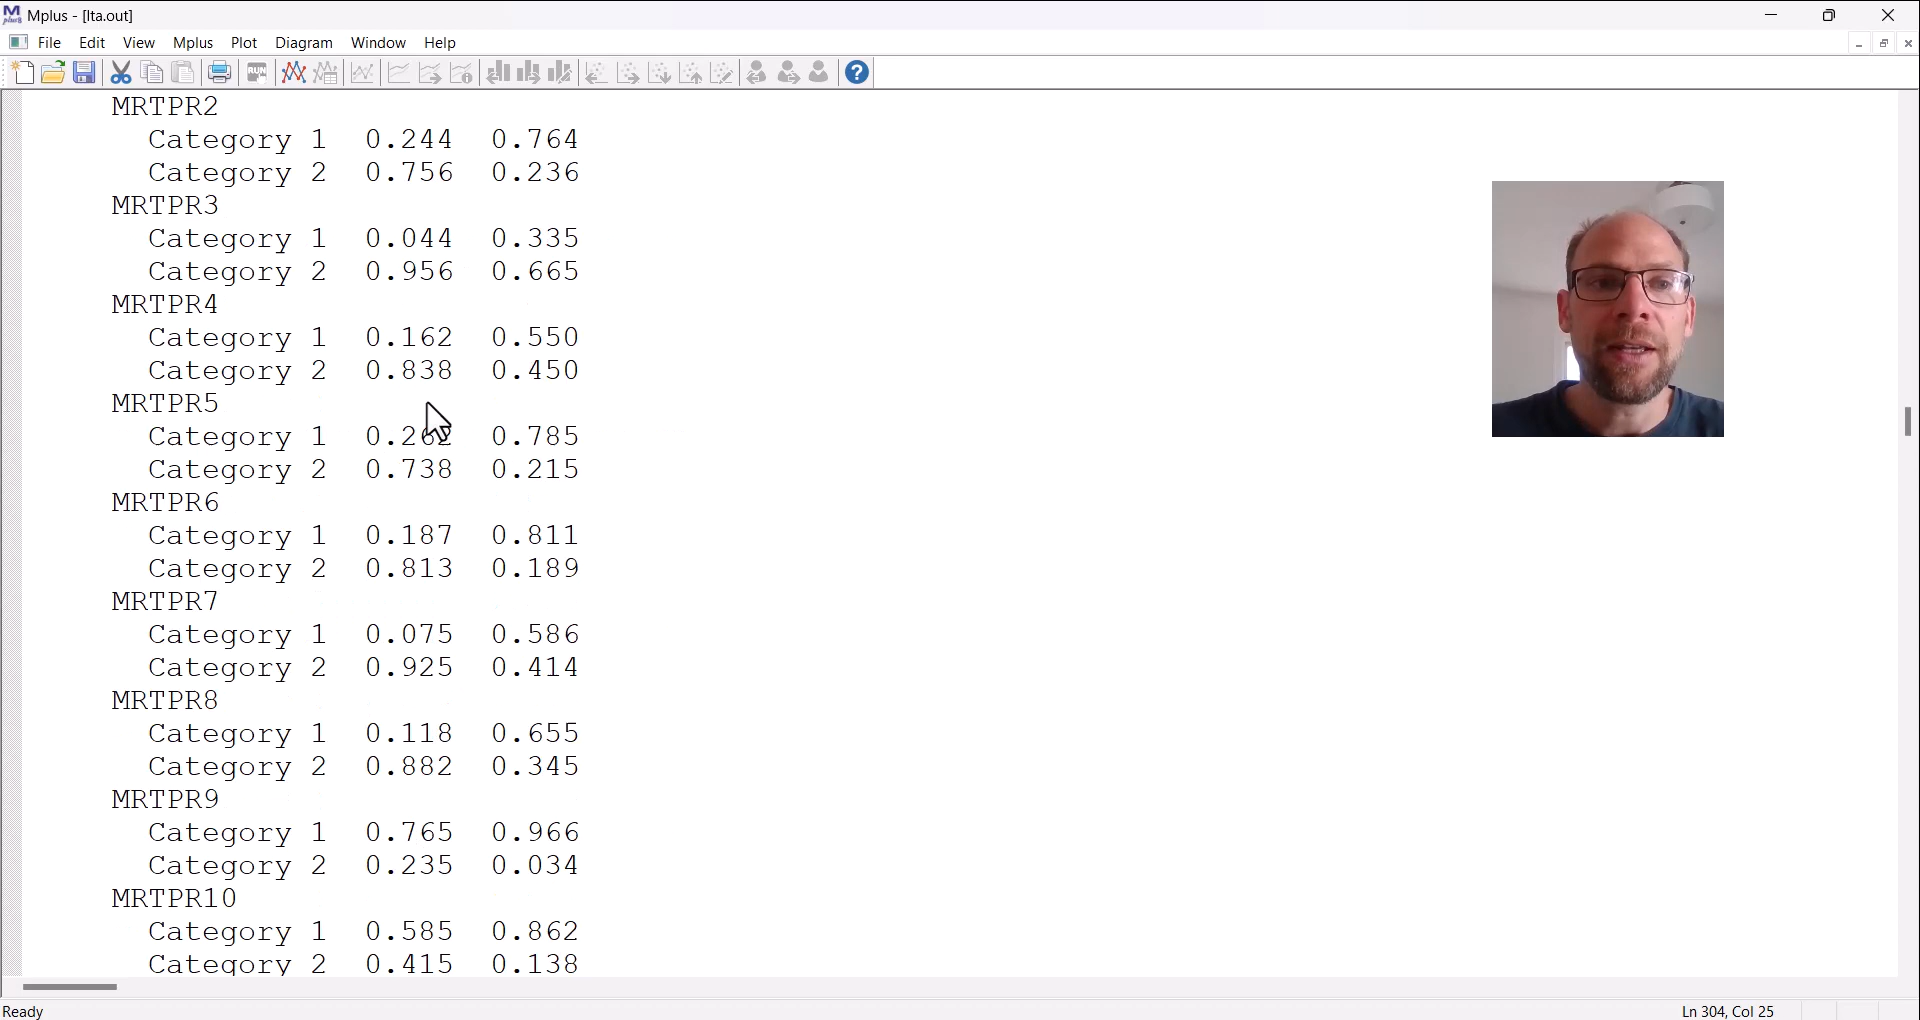 Mplus - [lta.out]
File Edit View Mplus Plot Diagram Window Help
RUN
MRTPR2
Category 1 0.244 0.764
Category 2 0.756 0.236
MRTPR3
Category 1 0.044 0.335
Category 2 0.956 0.665
MRTPR4
Category 1 0.162 0.550
Category 2 0.838 0.450
MRTPR5
Category 1 0.262 0.785
Category 2 0.738 0.215
MRTPR6
Category 1 0.187 0.811
Category 2 0.813 0.189
MRTPR7
Category 1 0.075 0.586
Category 2 0.925 0.414
MRTPR8
Category 1 0.118 0.655
Category 2 0.882 0.345
MRTPR9
Category 1 0.765 0.966
Category 2 0.235 0.034
MRTPR10
Category 1 0.585 0.862
Category 2 0.415 0.138
Ready Ln 304, Col 25